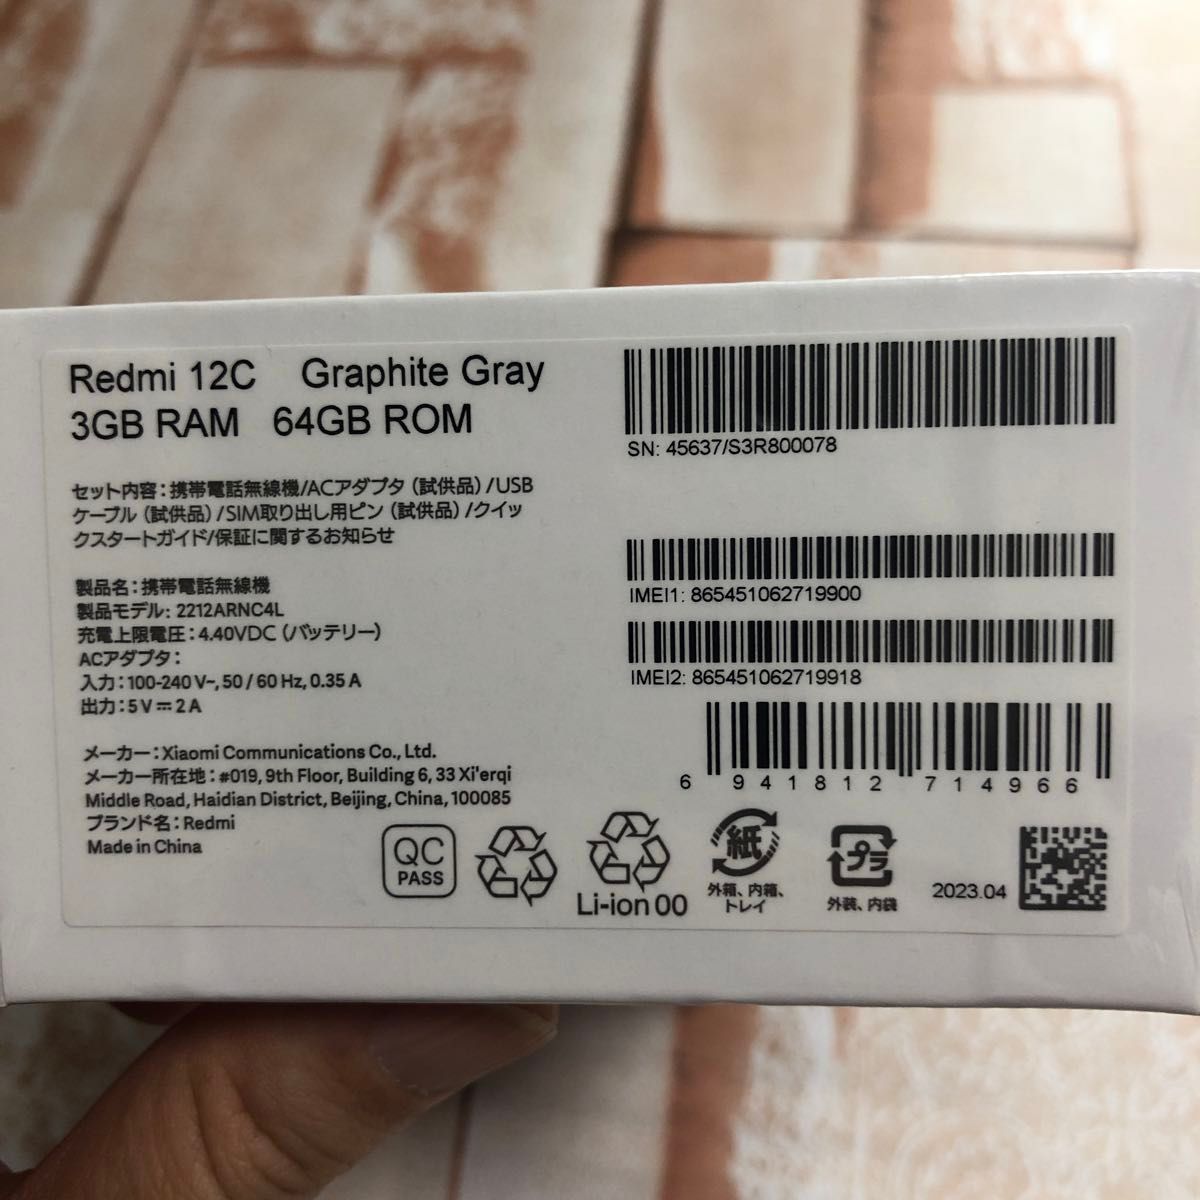 Redmi 12C Graphite Gray
3GB RAM 64GB ROM
セット内容:携帯電話無線機/ACアダプタ(試供品)/USB
ケーブル(試供品)/SIM取り出し用ピン(試供品)/クイッ
クスタートガイド/保証に関するお知らせ
製品名:携帯電話無線機
製品モデル: 2212ARNC4L
充電上限電圧:4.40VDC(バッテリー)
ACアダプタ:
入力:100-240 V~, 50 / 60 Hz, 0.35 A
出力:5 V⎓2 A
メーカー:Xiaomi Communications Co., Ltd.
メーカー所在地:#019, 9th Floor, Building 6, 33 Xi'erqi
Middle Road, Haidian District, Beijing, China, 100085
ブランド名:Redmi
Made in China
SN: 45637/S3R800078
IMEI1: 865451062719900
IMEI2: 865451062719918
6 941812 714966
QC
PASS
Li-ion 00
紙
外箱、内箱、
トレイ
プラ
外装、内袋
2023.04